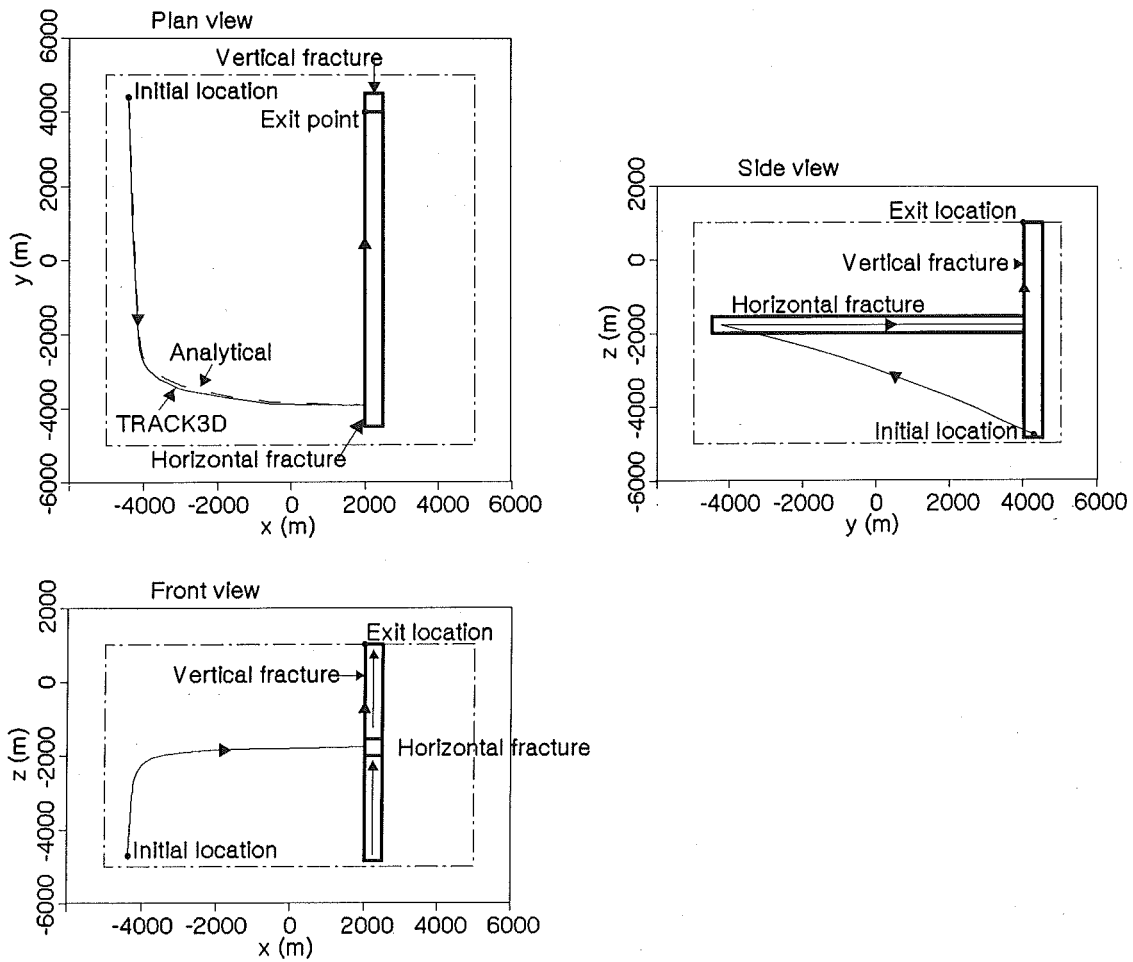 Plan view
6000
4000
2000
0
-2000
-4000
-6000
y (m)
Vertical fracture
Initial location
Exit point
Analytical
TRACK3D
Horizontal fracture
-4000 -2000 0 2000 4000 6000
x (m)
Side view
2000
0
-2000
-4000
-6000
z (m)
Exit location
Vertical fracture
Horizontal fracture
Initial location
-4000 -2000 0 2000 4000 6000
y (m)
Front view
2000
0
-2000
-4000
-6000
z (m)
Exit location
Vertical fracture
Horizontal fracture
Initial location
-4000 -2000 0 2000 4000 6000
x (m)